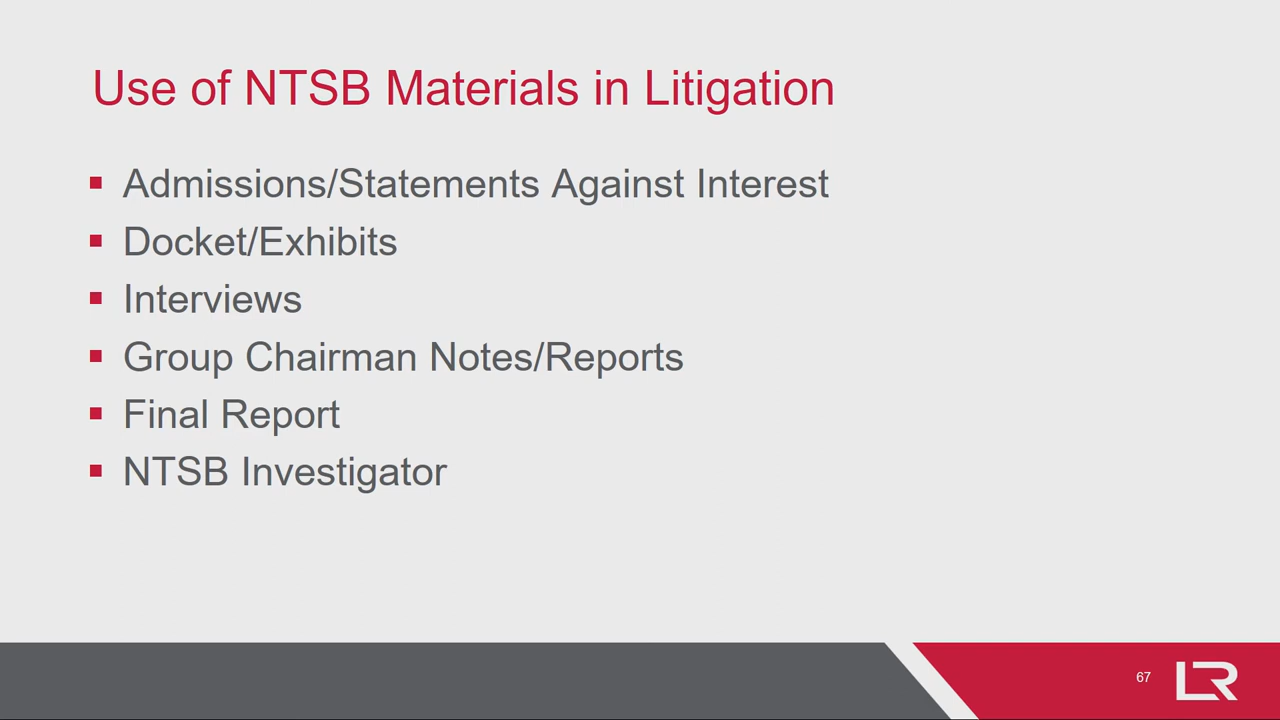 Use of NTSB Materials in Litigation
Admissions/Statements Against Interest
Docket/Exhibits
Interviews
Group Chairman Notes/Reports
Final Report
NTSB Investigator
67
LR